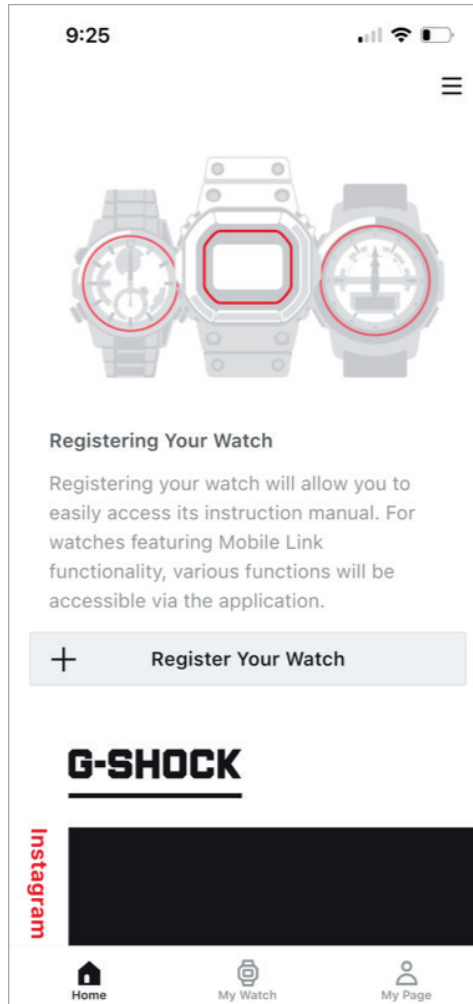 9:25
Registering Your Watch
Registering your watch will allow you to
easily access its instruction manual. For
watches featuring Mobile Link
functionality, various functions will be
accessible via the application.
+ Register Your Watch
G-SHOCK
Instagram
Home
My Watch
My Page